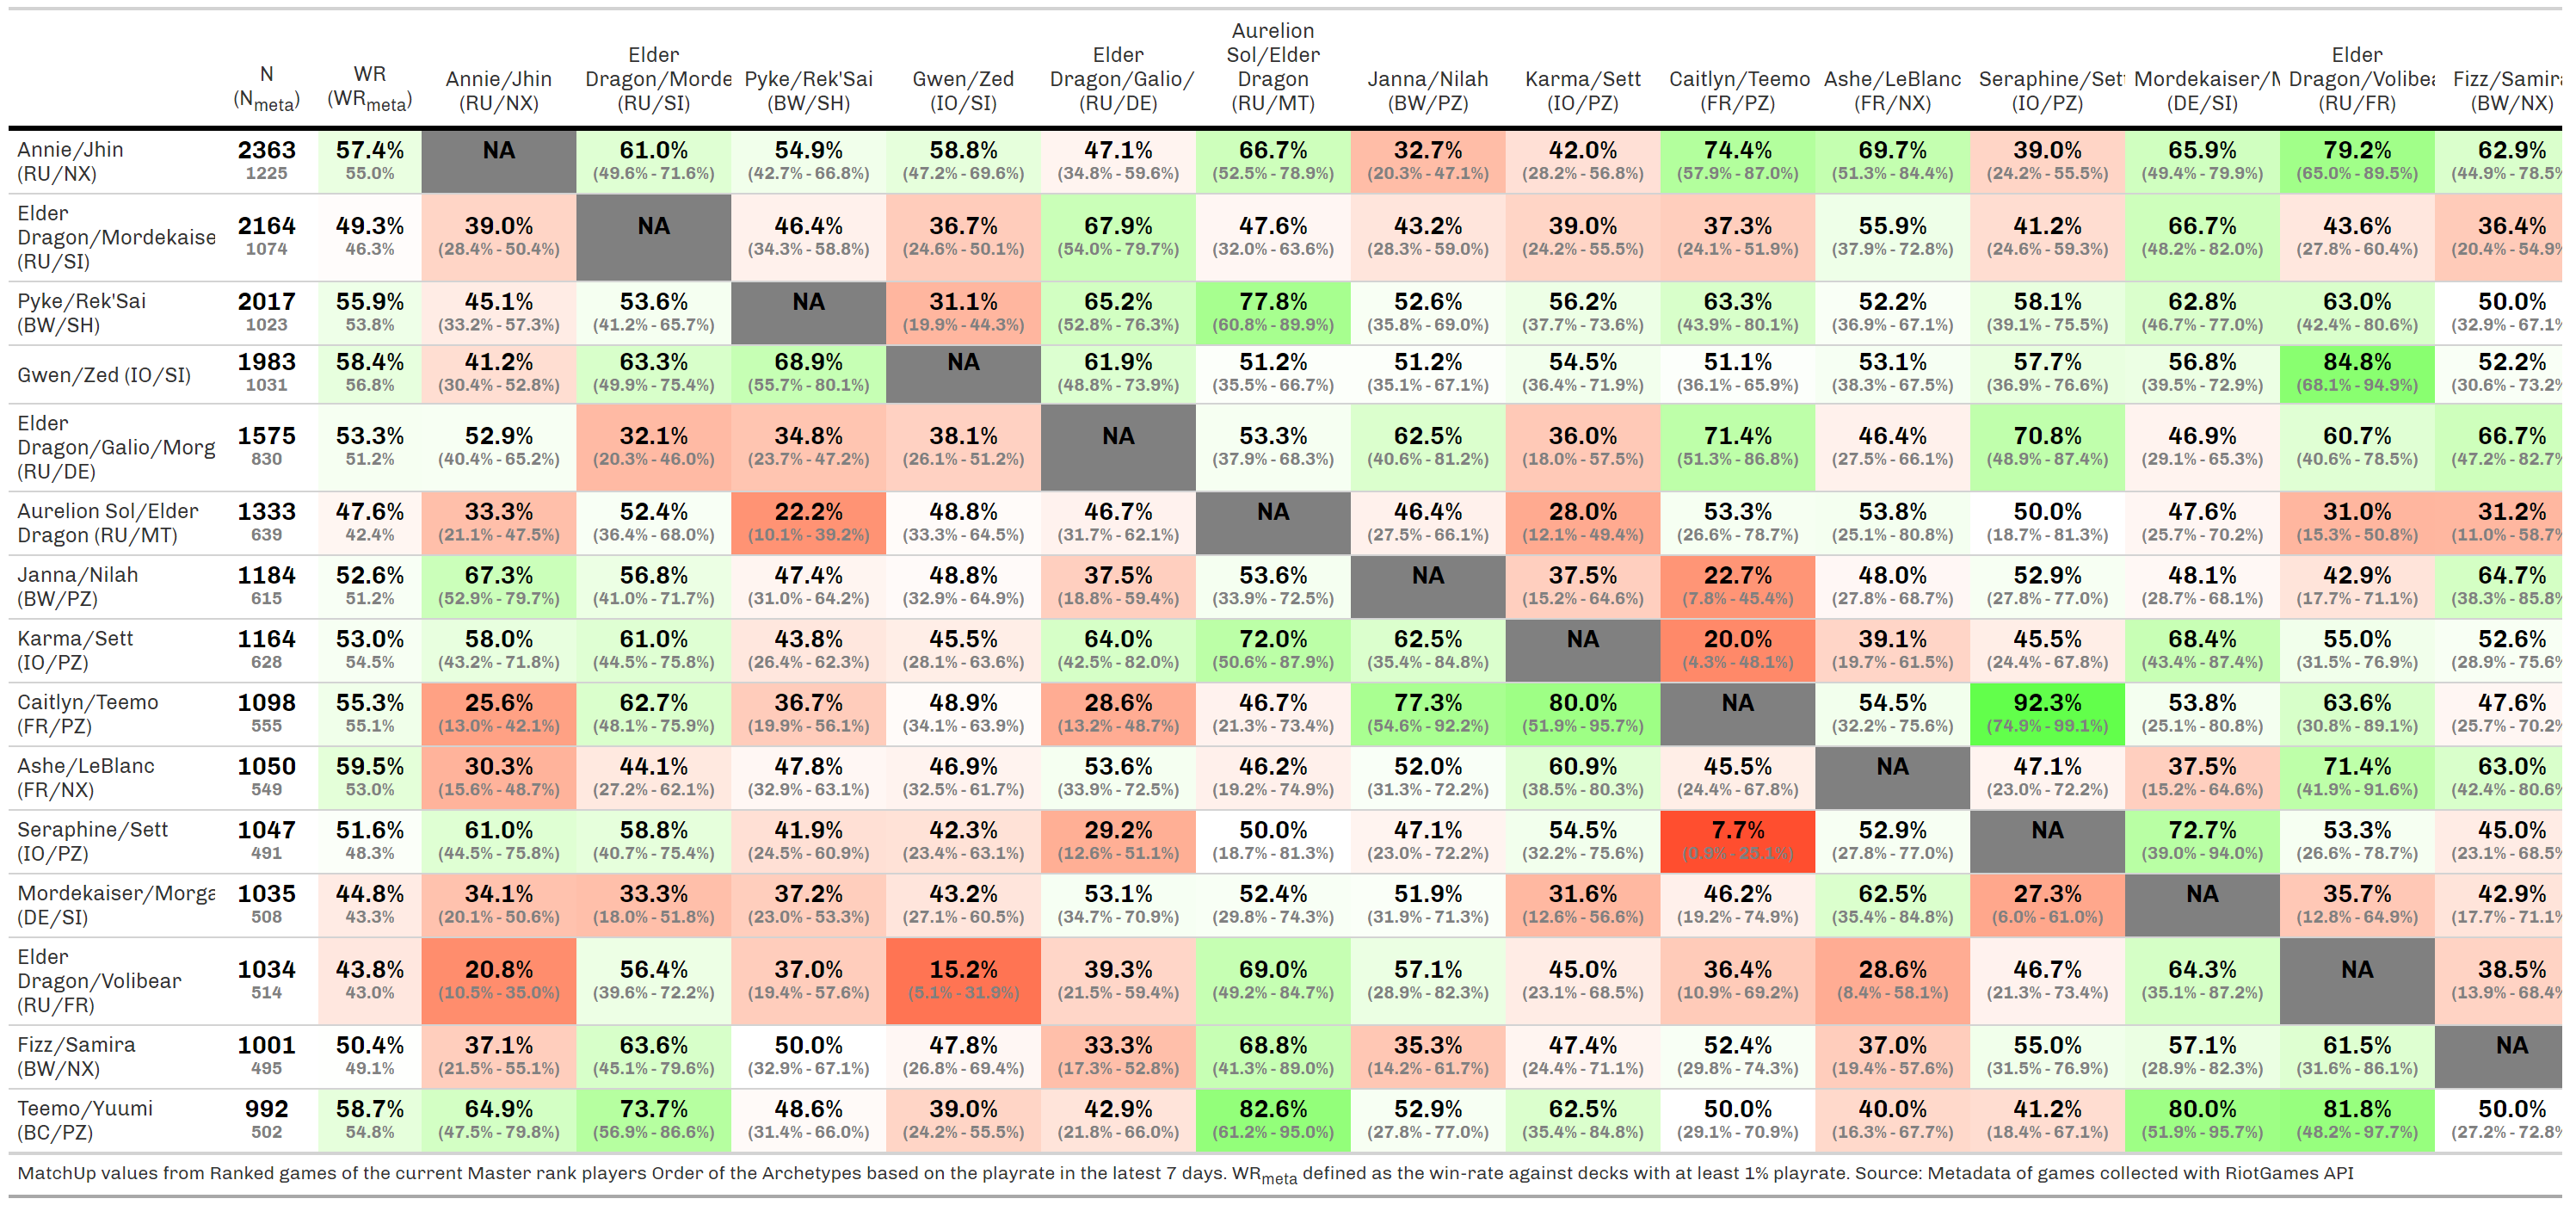 Aurelion
Elder Elder Sol/Elder Elder
N WR Annie/Jhin Dragon/Morde Pyke/Rek'Sai Gwen/Zed Dragon/Galio/ Dragon Janna/Nilah Karma/Sett Caitlyn/Teemo Ashe/LeBlanc Seraphine/Set Mordekaiser/M Dragon/Volibea Fizz/Samira
(Nmeta) (WRmeta) (RU/NX) (RU/SI) (BW/SH) (IO/SI) (RU/DE) (RU/MT) (BW/PZ) (IO/PZ) (FR/PZ) (FR/NX) (IO/PZ) (DE/SI) (RU/FR) (BW/NX)
Annie/Jhin 2363 57.4% NA 61.0% 54.9% 58.8% 47.1% 66.7% 32.7% 42.0% 74.4% 69.7% 39.0% 65.9% 79.2% 62.9%
(RU/NX) 1225 55.0% (49.6% - 71.6%) (42.7% - 66.8%) (47.2% - 69.6%) (34.8% - 59.6%) (52.5% - 78.9%) (20.3% - 47.1%) (28.2% - 56.8%) (57.9% - 87.0%) (51.3% - 84.4%) (24.2% - 55.5%) (49.4% - 79.9%) (65.0% - 89.5%) (44.9% - 78.5%
Elder
Dragon/Mordekaise 2164 49.3% 39.0% NA 46.4% 36.7% 67.9% 47.6% 43.2% 39.0% 37.3% 55.9% 41.2% 66.7% 43.6% 36.4%
(RU/SI) 1074 46.3% (28.4% - 50.4%) (34.3% - 58.8%) (24.6% - 50.1%) (54.0% - 79.7%) (32.0% - 63.6%) (28.3% - 59.0%) (24.2% - 55.5%) (24.1% - 51.9%) (37.9% - 72.8%) (24.6% - 59.3%) (48.2% - 82.0%) (27.8% - 60.4%) (20.4% - 54.9%
Pyke/Rek'Sai 2017 55.9% 45.1% 53.6% NA 31.1% 65.2% 77.8% 52.6% 56.2% 63.3% 52.2% 58.1% 62.8% 63.0% 50.0%
(BW/SH) 1023 53.8% (33.2% - 57.3%) (41.2% - 65.7%) (19.9% - 44.3%) (52.8% - 76.3%) (60.8% - 89.9%) (35.8% - 69.0%) (37.7% - 73.6%) (43.9% - 80.1%) (36.9% - 67.1%) (39.1% - 75.5%) (46.7% - 77.0%) (42.4% - 80.6%) (32.9% - 67.1%
Gwen/Zed (IO/SI) 1983 58.4% 41.2% 63.3% 68.9% NA 61.9% 51.2% 51.2% 54.5% 51.1% 53.1% 57.7% 56.8% 84.8% 52.2%
1031 56.8% (30.4% - 52.8%) (49.9% - 75.4%) (55.7% - 80.1%) (48.8% - 73.9%) (35.5% - 66.7%) (35.1% - 67.1%) (36.4% - 71.9%) (36.1% - 65.9%) (38.3% - 67.5%) (36.9% - 76.6%) (39.5% - 72.9%) (68.1% - 94.9%) (30.6% - 73.2%
Elder
Dragon/Galio/Morg 1575 53.3% 52.9% 32.1% 34.8% 38.1% NA 53.3% 62.5% 36.0% 71.4% 46.4% 70.8% 46.9% 60.7% 66.7%
(RU/DE) 830 51.2% (40.4% - 65.2%) (20.3% - 46.0%) (23.7% - 47.2%) (26.1% - 51.2%) (37.9% - 68.3%) (40.6% - 81.2%) (18.0% - 57.5%) (51.3% - 86.8%) (27.5% - 66.1%) (48.9% - 87.4%) (29.1% - 65.3%) (40.6% - 78.5%) (47.2% - 82.7%
Aurelion Sol/Elder 1333 47.6% 33.3% 52.4% 22.2% 48.8% 46.7% NA 46.4% 28.0% 53.3% 53.8% 50.0% 47.6% 31.0% 31.2%
Dragon (RU/MT) 639 42.4% (21.1% - 47.5%) (36.4% - 68.0%) (10.1% - 39.2%) (33.3% - 64.5%) (31.7% - 62.1%) (27.5% - 66.1%) (12.1% - 49.4%) (26.6% - 78.7%) (25.1% - 80.8%) (18.7% - 81.3%) (25.7% - 70.2%) (15.3% - 50.8%) (11.0% - 58.7%
Janna/Nilah 1184 52.6% 67.3% 56.8% 47.4% 48.8% 37.5% 53.6% NA 37.5% 22.7% 48.0% 52.9% 48.1% 42.9% 64.7%
(BW/PZ) 615 51.2% (52.9% - 79.7%) (41.0% - 71.7%) (31.0% - 64.2%) (32.9% - 64.9%) (18.8% - 59.4%) (33.9% - 72.5%) (15.2% - 64.6%) (7.8% - 45.4%) (27.8% - 68.7%) (27.8% - 77.0%) (28.7% - 68.1%) (17.7% - 71.1%) (38.3% - 85.8%
Karma/Sett 1164 53.0% 58.0% 61.0% 43.8% 45.5% 64.0% 72.0% 62.5% NA 20.0% 39.1% 45.5% 68.4% 55.0% 52.6%
(IO/PZ) 628 54.5% (43.2% - 71.8%) (44.5% - 75.8%) (26.4% - 62.3%) (28.1% - 63.6%) (42.5% - 82.0%) (50.6% - 87.9%) (35.4% - 84.8%) (4.3% - 48.1%) (19.7% - 61.5%) (24.4% - 67.8%) (43.4% - 87.4%) (31.5% - 76.9%) (28.9% - 75.6%
Caitlyn/Teemo 1098 55.3% 25.6% 62.7% 36.7% 48.9% 28.6% 46.7% 77.3% 80.0% NA 54.5% 92.3% 53.8% 63.6% 47.6%
(FR/PZ) 555 55.1% (13.0% - 42.1%) (48.1% - 75.9%) (19.9% - 56.1%) (34.1% - 63.9%) (13.2% - 48.7%) (21.3% - 73.4%) (54.6% - 92.2%) (51.9% - 95.7%) (32.2% - 75.6%) (74.9% - 99.1%) (25.1% - 80.8%) (30.8% - 89.1%) (25.7% - 70.2%
Ashe/LeBlanc 1050 59.5% 30.3% 44.1% 47.8% 46.9% 53.6% 46.2% 52.0% 60.9% 45.5% NA 47.1% 37.5% 71.4% 63.0%
(FR/NX) 549 53.0% (15.6% - 48.7%) (27.2% - 62.1%) (32.9% - 63.1%) (32.5% - 61.7%) (33.9% - 72.5%) (19.2% - 74.9%) (31.3% - 72.2%) (38.5% - 80.3%) (24.4% - 67.8%) (23.0% - 72.2%) (15.2% - 64.6%) (41.9% - 91.6%) (42.4% - 80.6%
Seraphine/Sett 1047 51.6% 61.0% 58.8% 41.9% 42.3% 29.2% 50.0% 47.1% 54.5% 7.7% 52.9% NA 72.7% 53.3% 45.0%
(IO/PZ) 491 48.3% (44.5% - 75.8%) (40.7% - 75.4%) (24.5% - 60.9%) (23.4% - 63.1%) (12.6% - 51.1%) (18.7% - 81.3%) (23.0% - 72.2%) (32.2% - 75.6%) (0.9% - 25.1%) (27.8% - 77.0%) (39.0% - 94.0%) (26.6% - 78.7%) (23.1% - 68.5%
Mordekaiser/Morga 1035 44.8% 34.1% 33.3% 37.2% 43.2% 53.1% 52.4% 51.9% 31.6% 46.2% 62.5% 27.3% NA 35.7% 42.9%
(DE/SI) 508 43.3% (20.1% - 50.6%) (18.0% - 51.8%) (23.0% - 53.3%) (27.1% - 60.5%) (34.7% - 70.9%) (29.8% - 74.3%) (31.9% - 71.3%) (12.6% - 56.6%) (19.2% - 74.9%) (35.4% - 84.8%) (6.0% - 61.0%) (12.8% - 64.9%) (17.7% - 71.1%
Elder
Dragon/Volibear 1034 43.8% 20.8% 56.4% 37.0% 15.2% 39.3% 69.0% 57.1% 45.0% 36.4% 28.6% 46.7% 64.3% NA 38.5%
(RU/FR) 514 43.0% (10.5% - 35.0%) (39.6% - 72.2%) (19.4% - 57.6%) (5.1% - 31.9%) (21.5% - 59.4%) (49.2% - 84.7%) (28.9% - 82.3%) (23.1% - 68.5%) (10.9% - 69.2%) (8.4% - 58.1%) (21.3% - 73.4%) (35.1% - 87.2%) (13.9% - 68.4%
Fizz/Samira 1001 50.4% 37.1% 63.6% 50.0% 47.8% 33.3% 68.8% 35.3% 47.4% 52.4% 37.0% 55.0% 57.1% 61.5% NA
(BW/NX) 495 49.1% (21.5% - 55.1%) (45.1% - 79.6%) (32.9% - 67.1%) (26.8% - 69.4%) (17.3% - 52.8%) (41.3% - 89.0%) (14.2% - 61.7%) (24.4% - 71.1%) (29.8% - 74.3%) (19.4% - 57.6%) (31.5% - 76.9%) (28.9% - 82.3%) (31.6% - 86.1%)
Teemo/Yuumi 992 58.7% 64.9% 73.7% 48.6% 39.0% 42.9% 82.6% 52.9% 62.5% 50.0% 40.0% 41.2% 80.0% 81.8% 50.0%
(BC/PZ) 502 54.8% (47.5% - 79.8%) (56.9% - 86.6%) (31.4% - 66.0%) (24.2% - 55.5%) (21.8% - 66.0%) (61.2% - 95.0%) (27.8% - 77.0%) (35.4% - 84.8%) (29.1% - 70.9%) (16.3% - 67.7%) (18.4% - 67.1%) (51.9% - 95.7%) (48.2% - 97.7%) (27.2% - 72.8%
MatchUp values from Ranked games of the current Master rank players Order of the Archetypes based on the playrate in the latest 7 days. WRmeta defined as the win-rate against decks with at least 1% playrate. Source: Metadata of games collected with RiotGames API